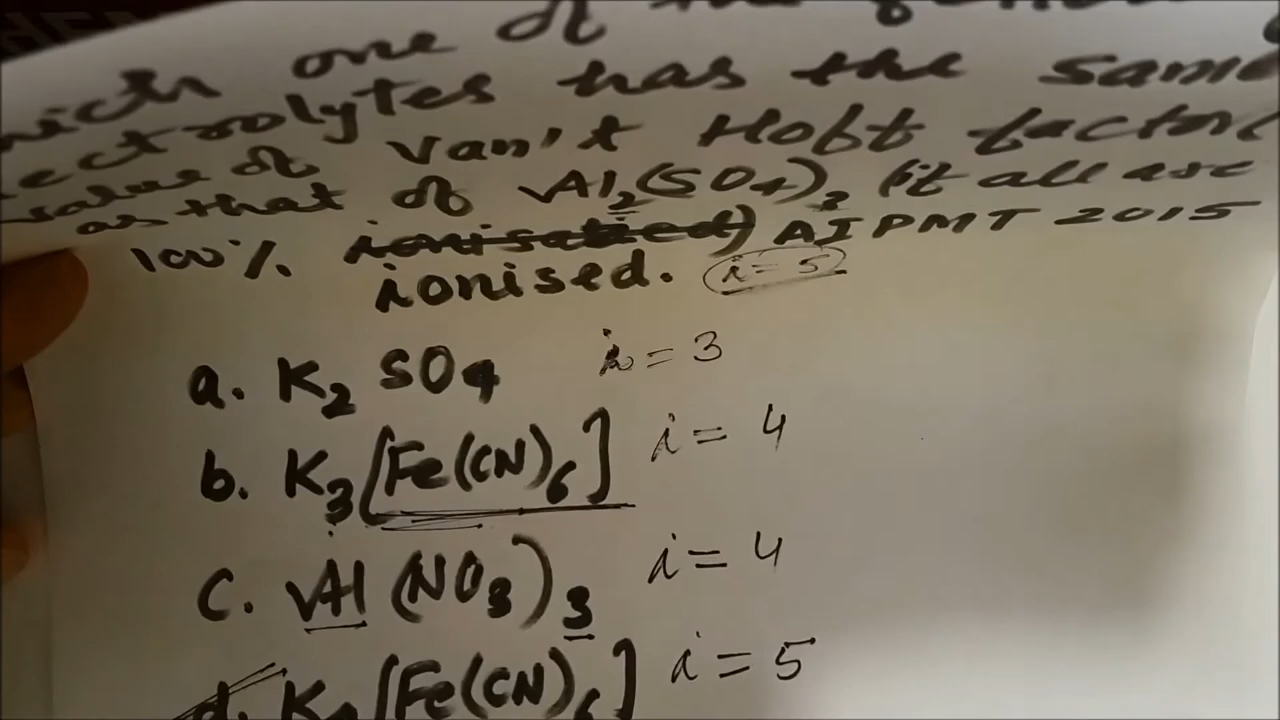 one of the
has the same
value of Van't Hoff factor
as that of Al2(SO4)3 (if all are
100% ionised) AIPMT 2015
ionised. i = 5
a. K2SO4 i = 3
b. K3[Fe(CN)6] i = 4
c. Al(NO3)3 i = 4
d. K4[Fe(CN)6] i = 5